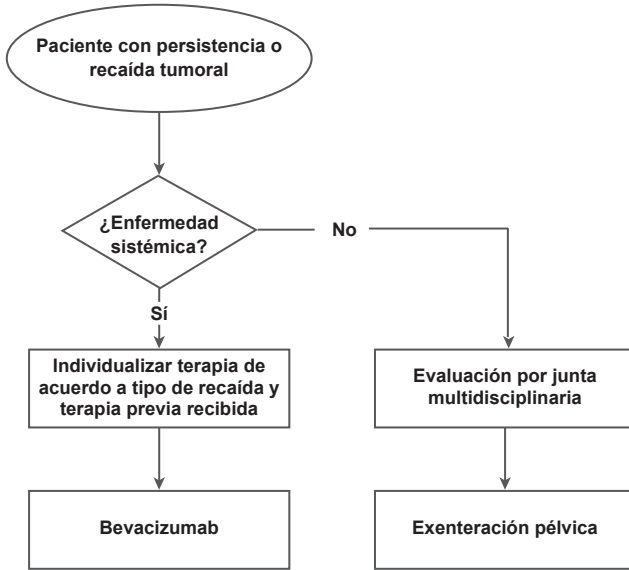 Paciente con persistencia o
recaída tumoral
¿Enfermedad
sistémica?
No
Sí
Individualizar terapia de
acuerdo a tipo de recaída y
terapia previa recibida
Evaluación por junta
multidisciplinaria
Bevacizumab
Exenteración pélvica